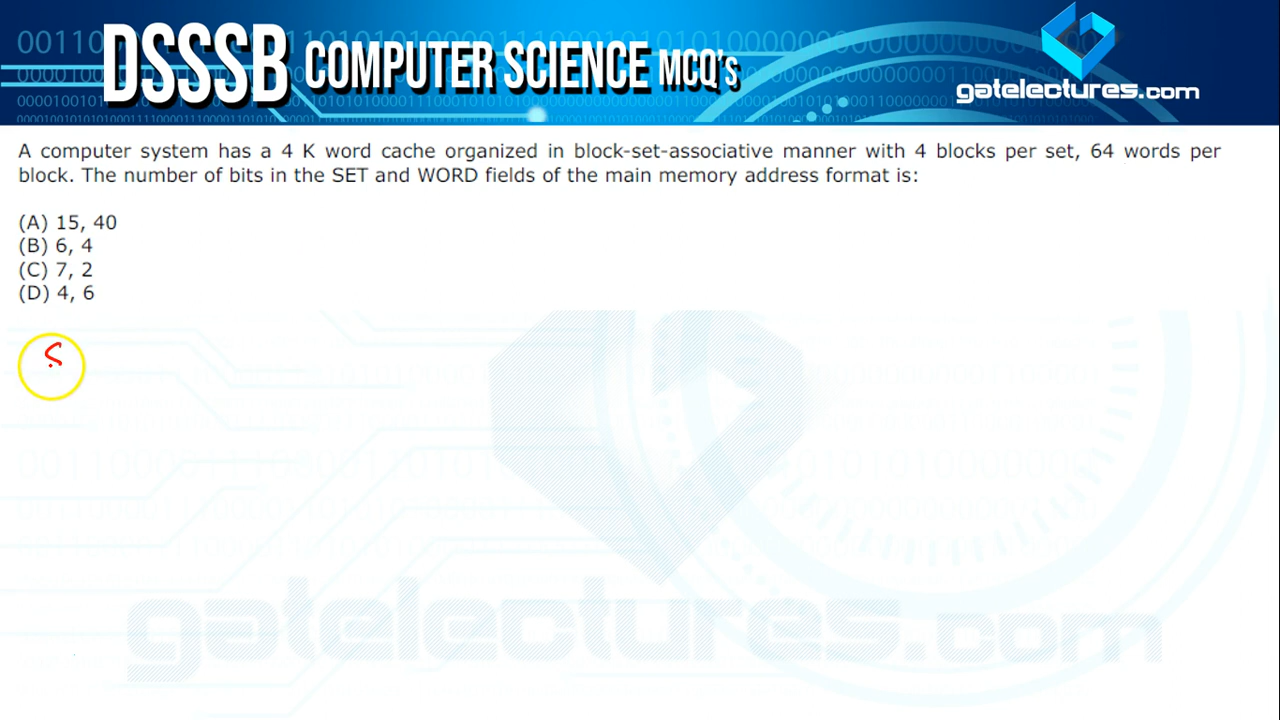 DSSSB COMPUTER SCIENCE MCQ's
gatelectures.com
A computer system has a 4 K word cache organized in block-set-associative manner with 4 blocks per set, 64 words per
block. The number of bits in the SET and WORD fields of the main memory address format is:
(A) 15, 40
(B) 6, 4
(C) 7, 2
(D) 4, 6
S
gatelectures.com